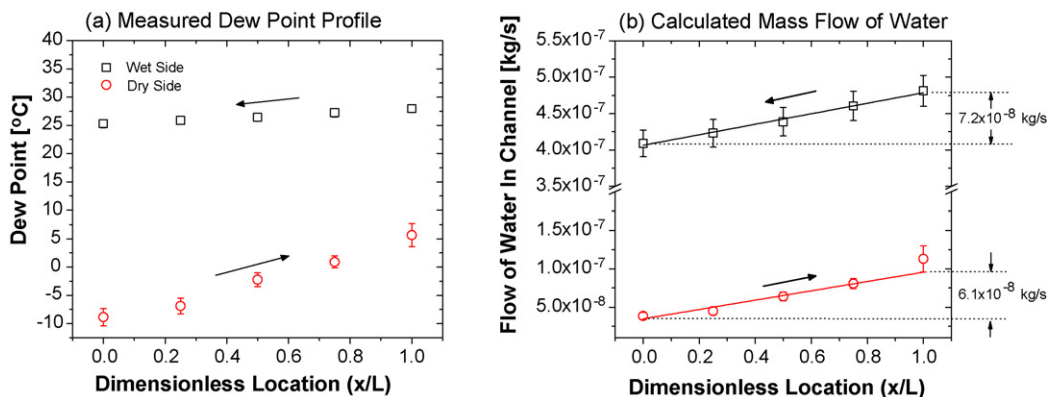 (a) Measured Dew Point Profile
40
35
30
25
20
15
10
5
0
-5
-10
Dew Point [ºC]
Wet Side
Dry Side
0.0 0.2 0.4 0.6 0.8 1.0
Dimensionless Location (x/L)
(b) Calculated Mass Flow of Water
5.5x10⁻⁷
5.0x10⁻⁷
4.5x10⁻⁷
4.0x10⁻⁷
3.5x10⁻⁷
1.5x10⁻⁷
1.0x10⁻⁷
5.0x10⁻⁸
Flow of Water In Channel [kg/s]
7.2x10⁻⁸ kg/s
6.1x10⁻⁸ kg/s
0.0 0.2 0.4 0.6 0.8 1.0
Dimensionless Location (x/L)